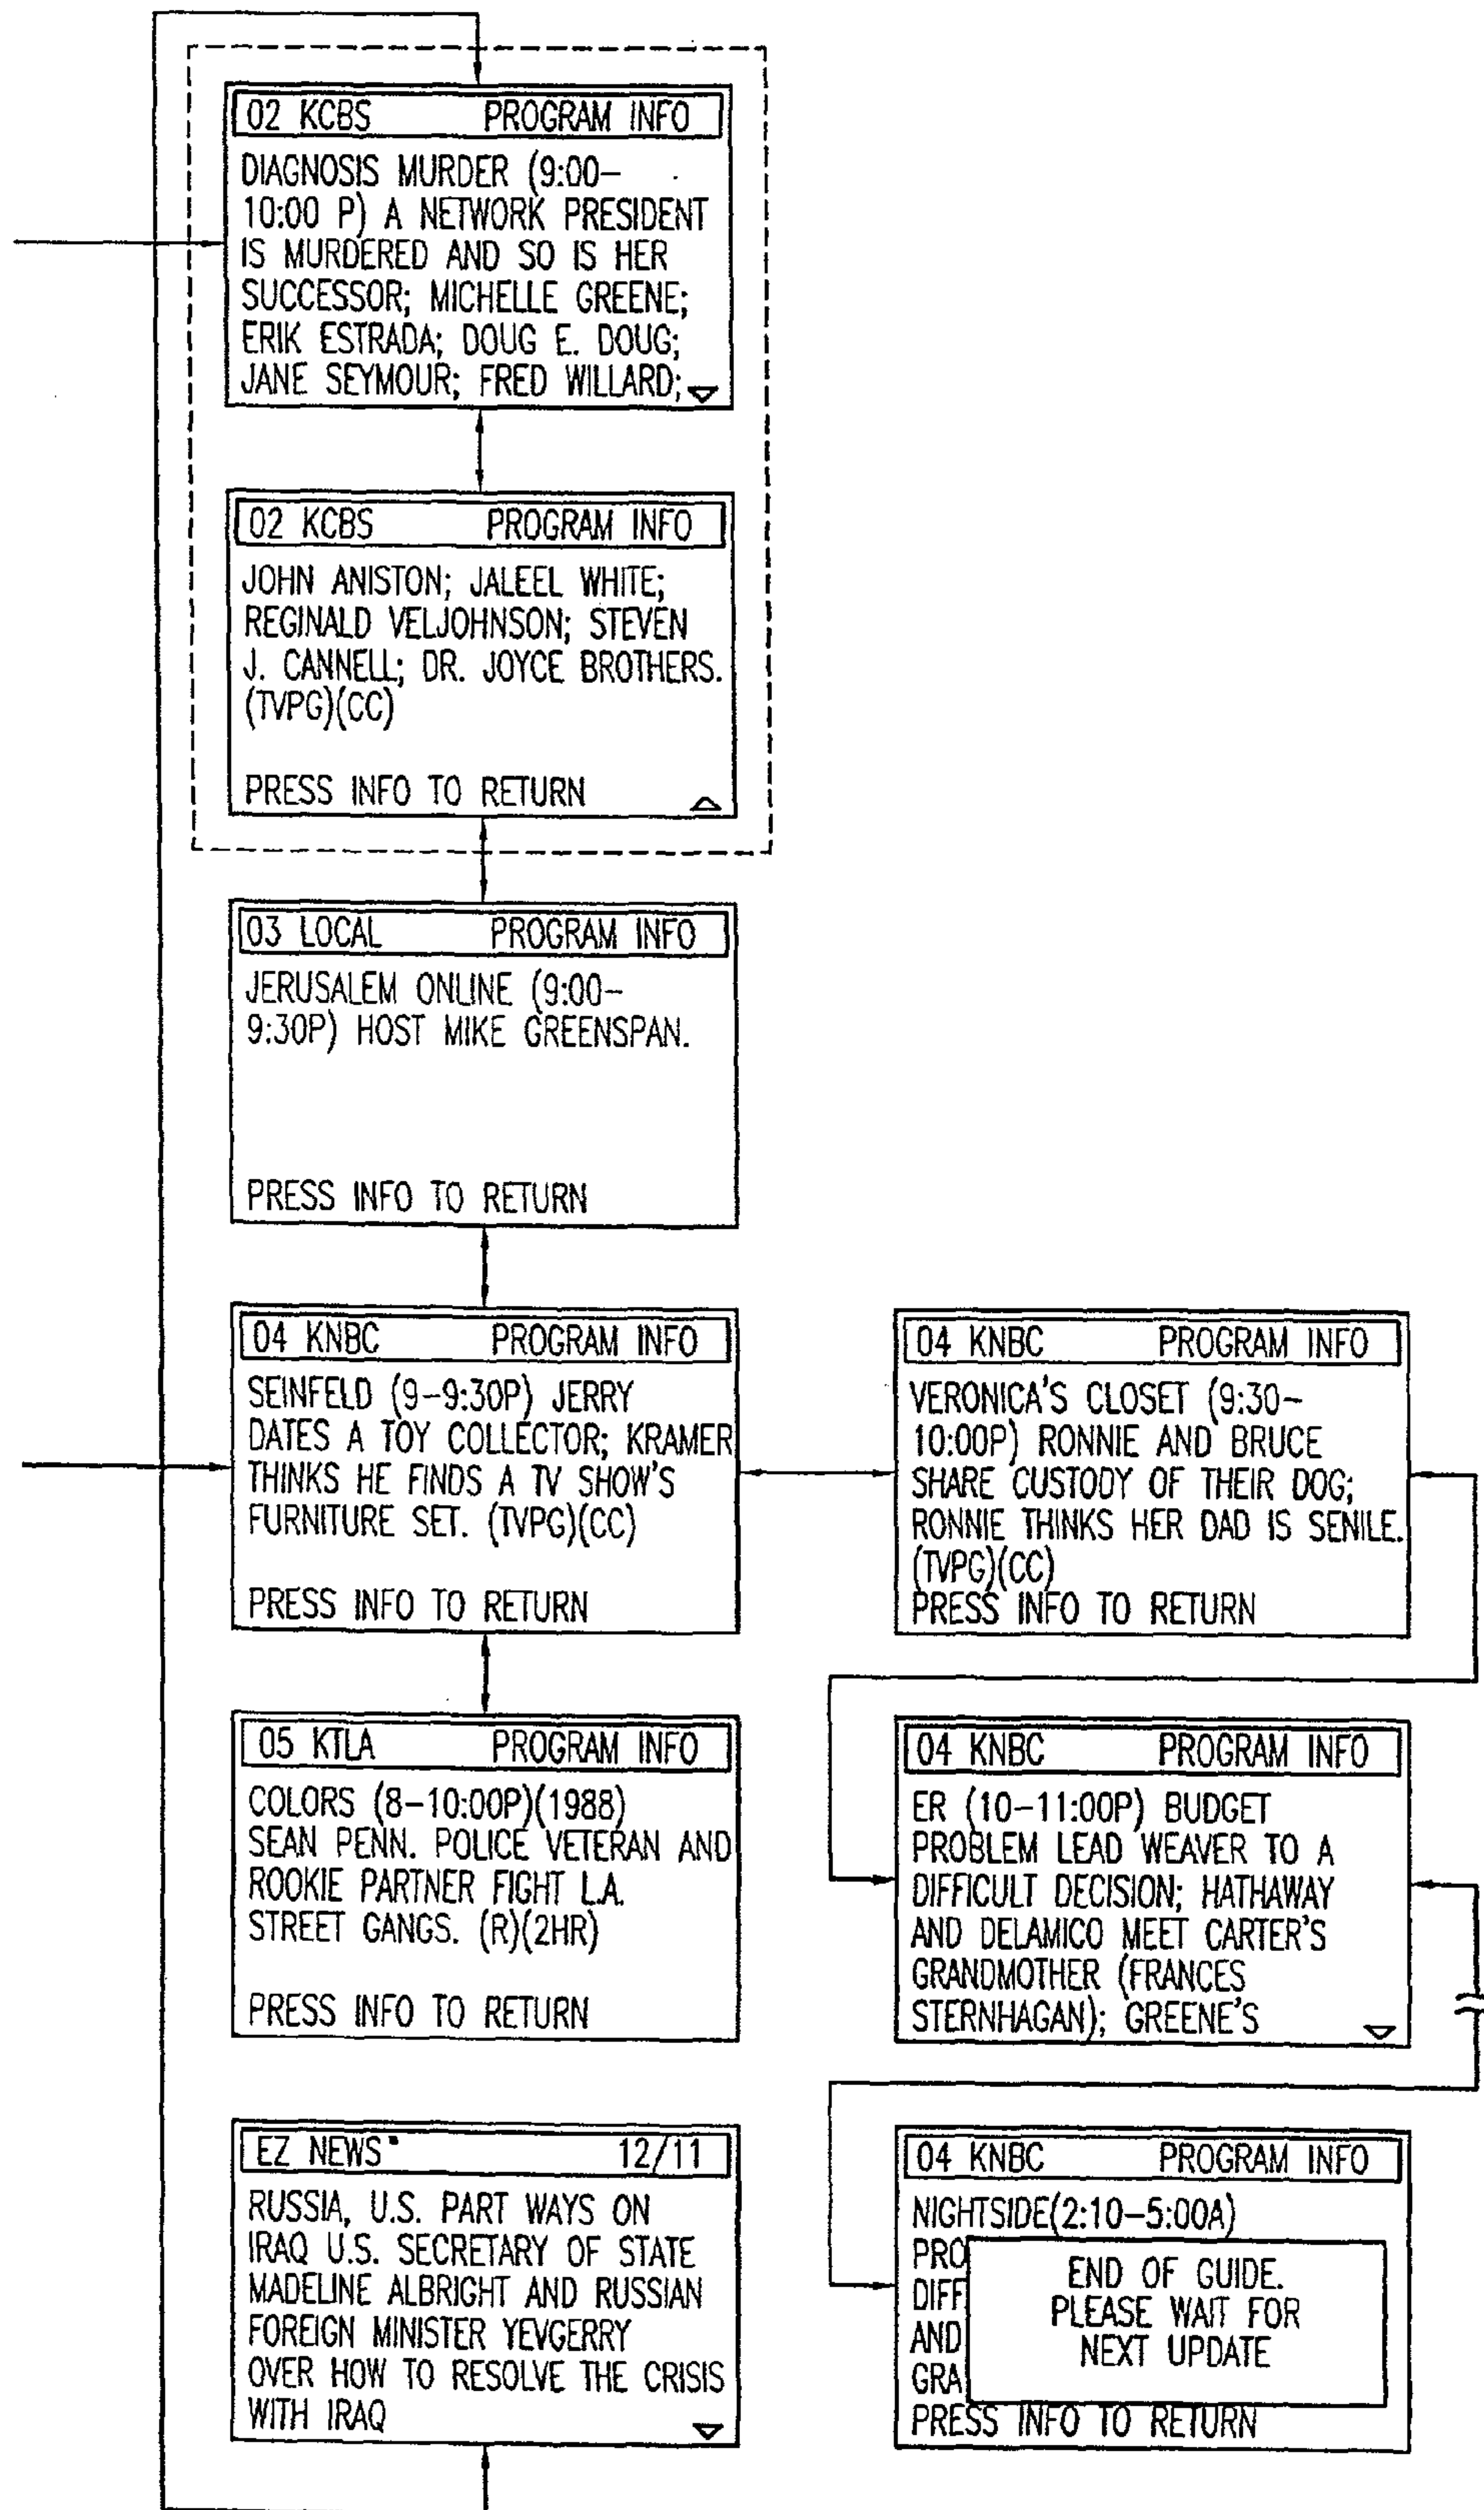 02 KCBS PROGRAM INFO
DIAGNOSIS MURDER (9:00–
10:00 P) A NETWORK PRESIDENT
IS MURDERED AND SO IS HER
SUCCESSOR; MICHELLE GREENE;
ERIK ESTRADA; DOUG E. DOUG;
JANE SEYMOUR; FRED WILLARD;
02 KCBS PROGRAM INFO
JOHN ANISTON; JALEEL WHITE;
REGINALD VELJOHNSON; STEVEN
J. CANNELL; DR. JOYCE BROTHERS.
(TVPG)(CC)
PRESS INFO TO RETURN
03 LOCAL PROGRAM INFO
JERUSALEM ONLINE (9:00–
9:30P) HOST MIKE GREENSPAN.
PRESS INFO TO RETURN
04 KNBC PROGRAM INFO
SEINFELD (9–9:30P) JERRY
DATES A TOY COLLECTOR; KRAMER
THINKS HE FINDS A TV SHOW'S
FURNITURE SET. (TVPG)(CC)
PRESS INFO TO RETURN
04 KNBC PROGRAM INFO
VERONICA'S CLOSET (9:30–
10:00P) RONNIE AND BRUCE
SHARE CUSTODY OF THEIR DOG;
RONNIE THINKS HER DAD IS SENILE.
(TVPG)(CC)
PRESS INFO TO RETURN
05 KTLA PROGRAM INFO
COLORS (8–10:00P)(1988)
SEAN PENN. POLICE VETERAN AND
ROOKIE PARTNER FIGHT L.A.
STREET GANGS. (R)(2HR)
PRESS INFO TO RETURN
04 KNBC PROGRAM INFO
ER (10–11:00P) BUDGET
PROBLEM LEAD WEAVER TO A
DIFFICULT DECISION; HATHAWAY
AND DELAMICO MEET CARTER'S
GRANDMOTHER (FRANCES
STERNHAGAN); GREENE'S
EZ NEWS 12/11
RUSSIA, U.S. PART WAYS ON
IRAQ U.S. SECRETARY OF STATE
MADELINE ALBRIGHT AND RUSSIAN
FOREIGN MINISTER YEVGERRY
OVER HOW TO RESOLVE THE CRISIS
WITH IRAQ
04 KNBC PROGRAM INFO
NIGHTSIDE(2:10–5:00A)
PRO
DIFF
AND
GRA
END OF GUIDE.
PLEASE WAIT FOR
NEXT UPDATE
PRESS INFO TO RETURN